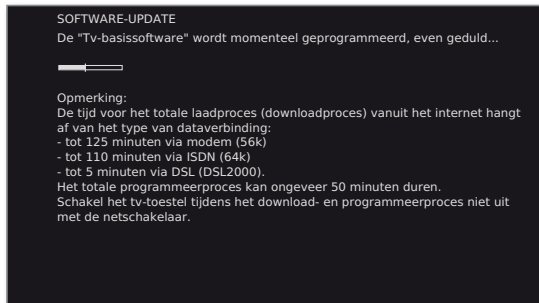 SOFTWARE-UPDATE
De "Tv-basissoftware" wordt momenteel geprogrammeerd, even geduld...
Opmerking:
De tijd voor het totale laadproces (downloadproces) vanuit het internet hangt
af van het type van dataverbinding:
- tot 125 minuten via modem (56k)
- tot 110 minuten via ISDN (64k)
- tot 5 minuten via DSL (DSL2000).
Het totale programmeerproces kan ongeveer 50 minuten duren.
Schakel het tv-toestel tijdens het download- en programmeerproces niet uit
met de netschakelaar.